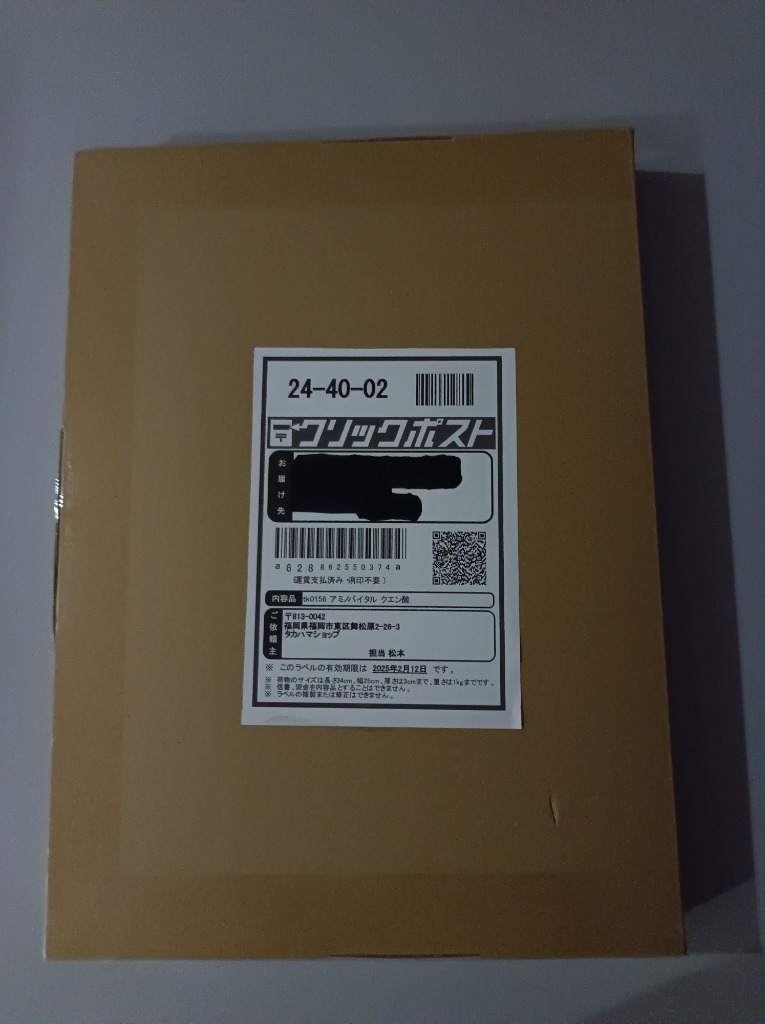 24-40-02
クリックポスト
お届け先
a628862550374a
(運賃支払済み・消印不要)
内容品 tk0156 アミノバイタル クエン酸
ご依頼主
〒813-0042
福岡県福岡市東区舞松原2-26-3
タカハマショップ
担当 松本
※ このラベルの有効期限は 2025年2月12日 です。
※ 荷物のサイズは長さ34cm、幅25cm、厚さは3cmまで、重さは1kgまでです。
※ 信書、現金を内容品とすることはできません。
※ ラベルの複製または修正はできません。